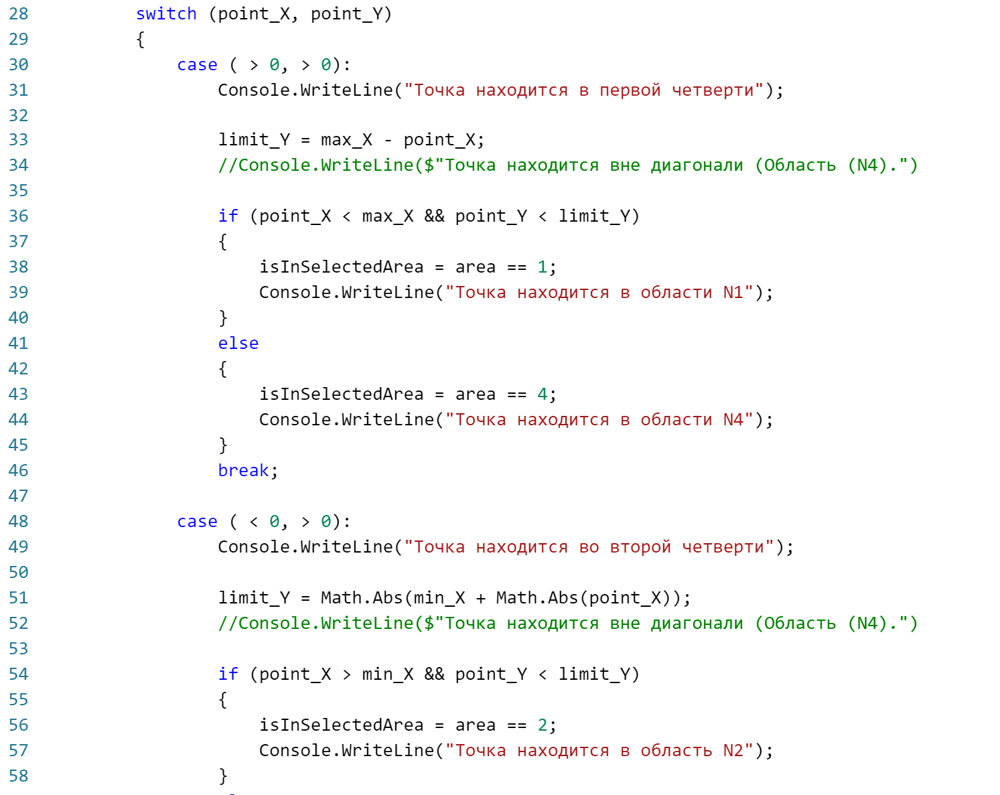 28 switch (point_X, point_Y)
29 {
30 case ( > 0, > 0):
31 Console.WriteLine("Точка находится в первой четверти");
32
33 limit_Y = max_X - point_X;
34 //Console.WriteLine($"Точка находится вне диагонали (Область (N4).")
35
36 if (point_X < max_X && point_Y < limit_Y)
37 {
38 isInSelectedArea = area == 1;
39 Console.WriteLine("Точка находится в области N1");
40 }
41 else
42 {
43 isInSelectedArea = area == 4;
44 Console.WriteLine("Точка находится в области N4");
45 }
46 break;
47
48 case ( < 0, > 0):
49 Console.WriteLine("Точка находится во второй четверти");
50
51 limit_Y = Math.Abs(min_X + Math.Abs(point_X));
52 //Console.WriteLine($"Точка находится вне диагонали (Область (N4).")
53
54 if (point_X > min_X && point_Y < limit_Y)
55 {
56 isInSelectedArea = area == 2;
57 Console.WriteLine("Точка находится в область N2");
58 }